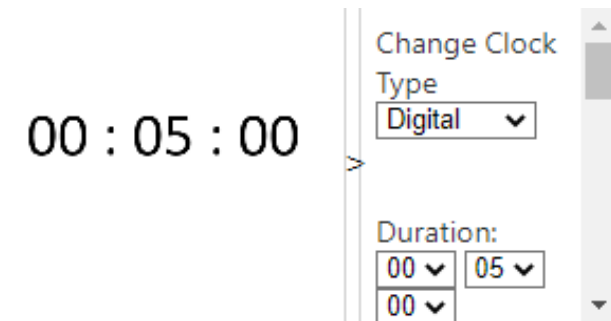 00 : 05 : 00
>
Change Clock
Type
Digital
Duration:
00 05
00